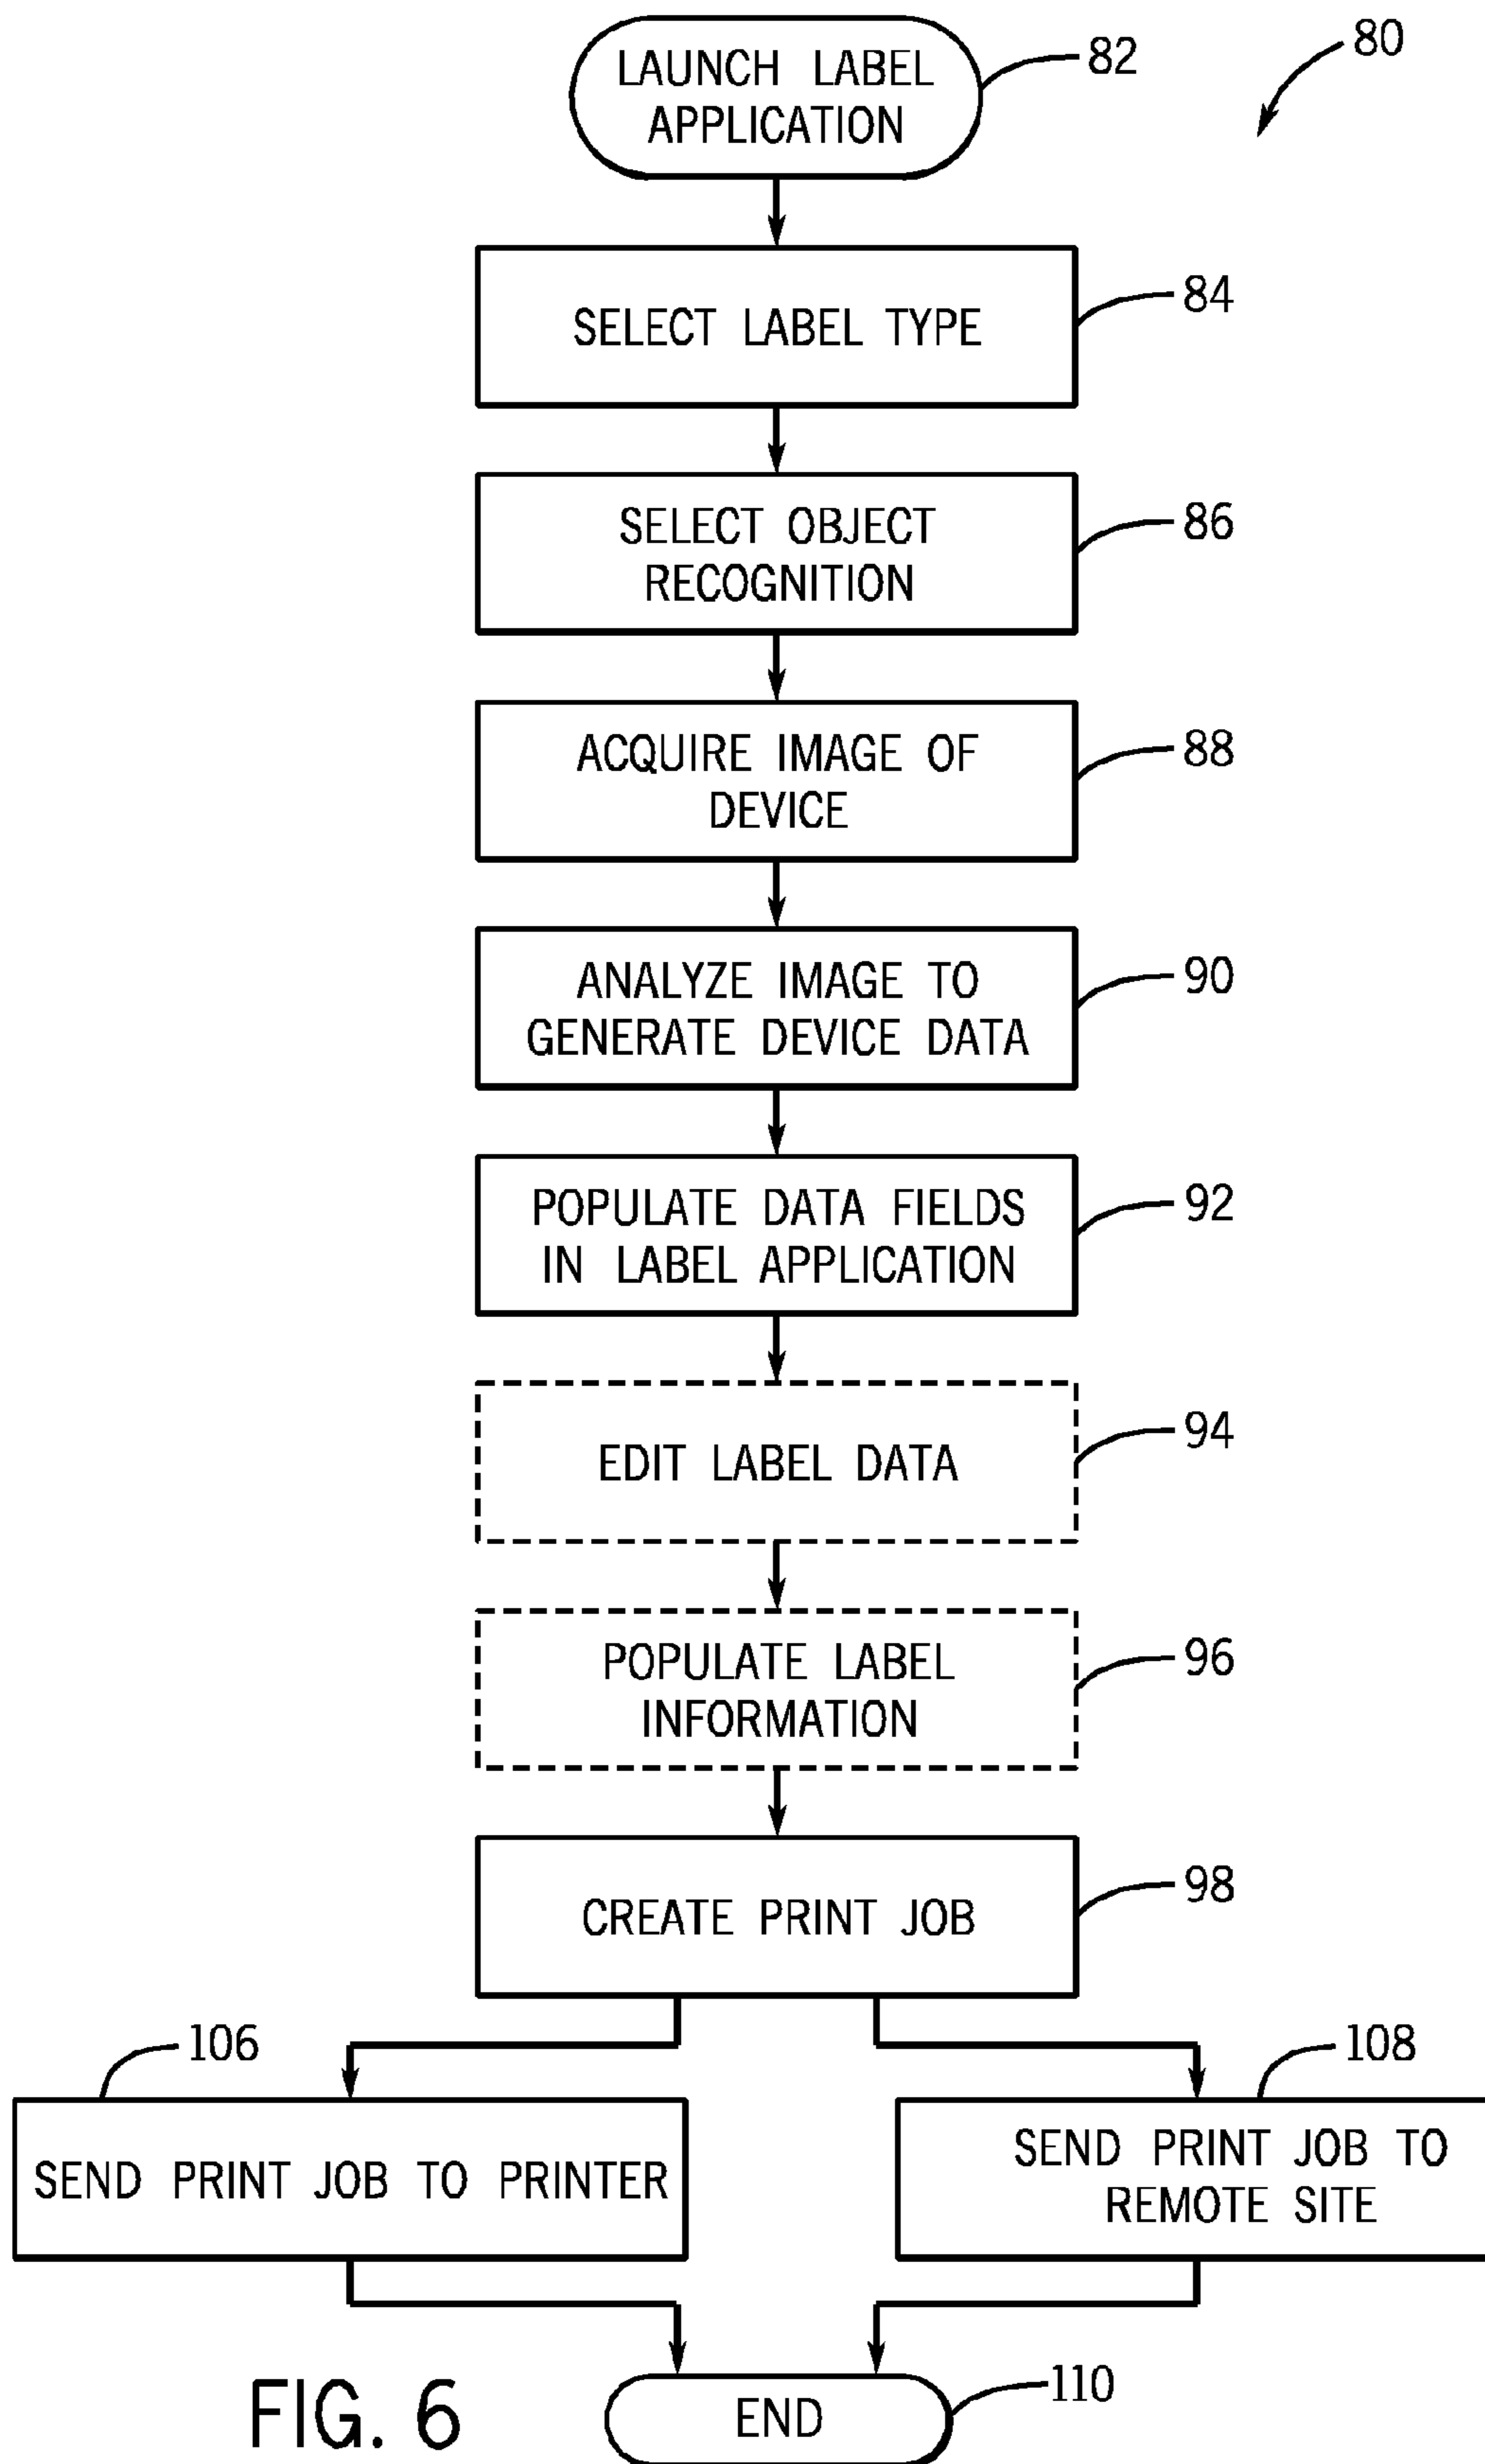 LAUNCH LABEL
APPLICATION
82
80
SELECT LABEL TYPE
84
SELECT OBJECT
RECOGNITION
86
ACQUIRE IMAGE OF
DEVICE
88
ANALYZE IMAGE TO
GENERATE DEVICE DATA
90
POPULATE DATA FIELDS
IN LABEL APPLICATION
92
EDIT LABEL DATA
94
POPULATE LABEL
INFORMATION
96
CREATE PRINT JOB
98
106
SEND PRINT JOB TO PRINTER
108
SEND PRINT JOB TO
REMOTE SITE
END
110
FIG. 6